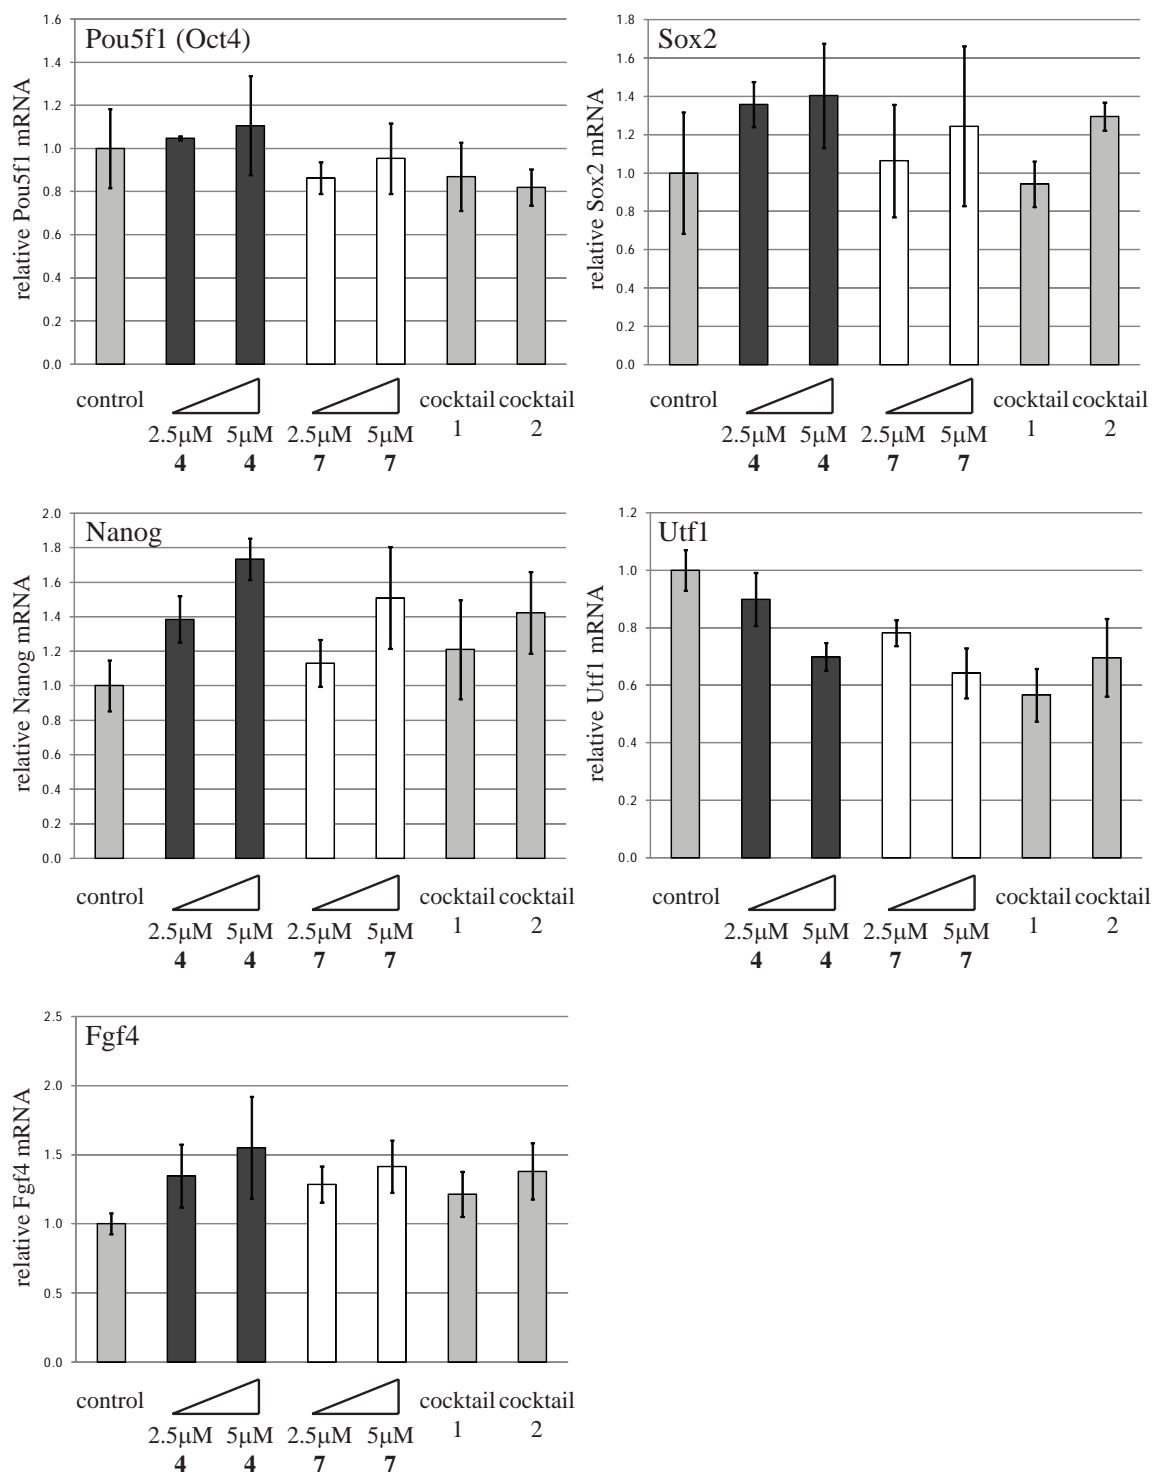 Pou5f1 (Oct4)
relative Pou5f1 mRNA
1.6
1.4
1.2
1.0
0.8
0.6
0.4
0.2
0.0
control
2.5μM 5μM 2.5μM 5μM
4 4 7 7
cocktail cocktail
1 2
Sox2
relative Sox2 mRNA
1.8
1.6
1.4
1.2
1.0
0.8
0.6
0.4
0.2
0.0
control
2.5μM 5μM 2.5μM 5μM
4 4 7 7
cocktail cocktail
1 2
Nanog
relative Nanog mRNA
2.0
1.8
1.6
1.4
1.2
1.0
0.8
0.6
0.4
0.2
0.0
control
2.5μM 5μM 2.5μM 5μM
4 4 7 7
cocktail cocktail
1 2
Utf1
relative Utf1 mRNA
1.2
1.0
0.8
0.6
0.4
0.2
0.0
control
2.5μM 5μM 2.5μM 5μM
4 4 7 7
cocktail cocktail
1 2
Fgf4
relative Fgf4 mRNA
2.5
2.0
1.5
1.0
0.5
0.0
control
2.5μM 5μM 2.5μM 5μM
4 4 7 7
cocktail cocktail
1 2